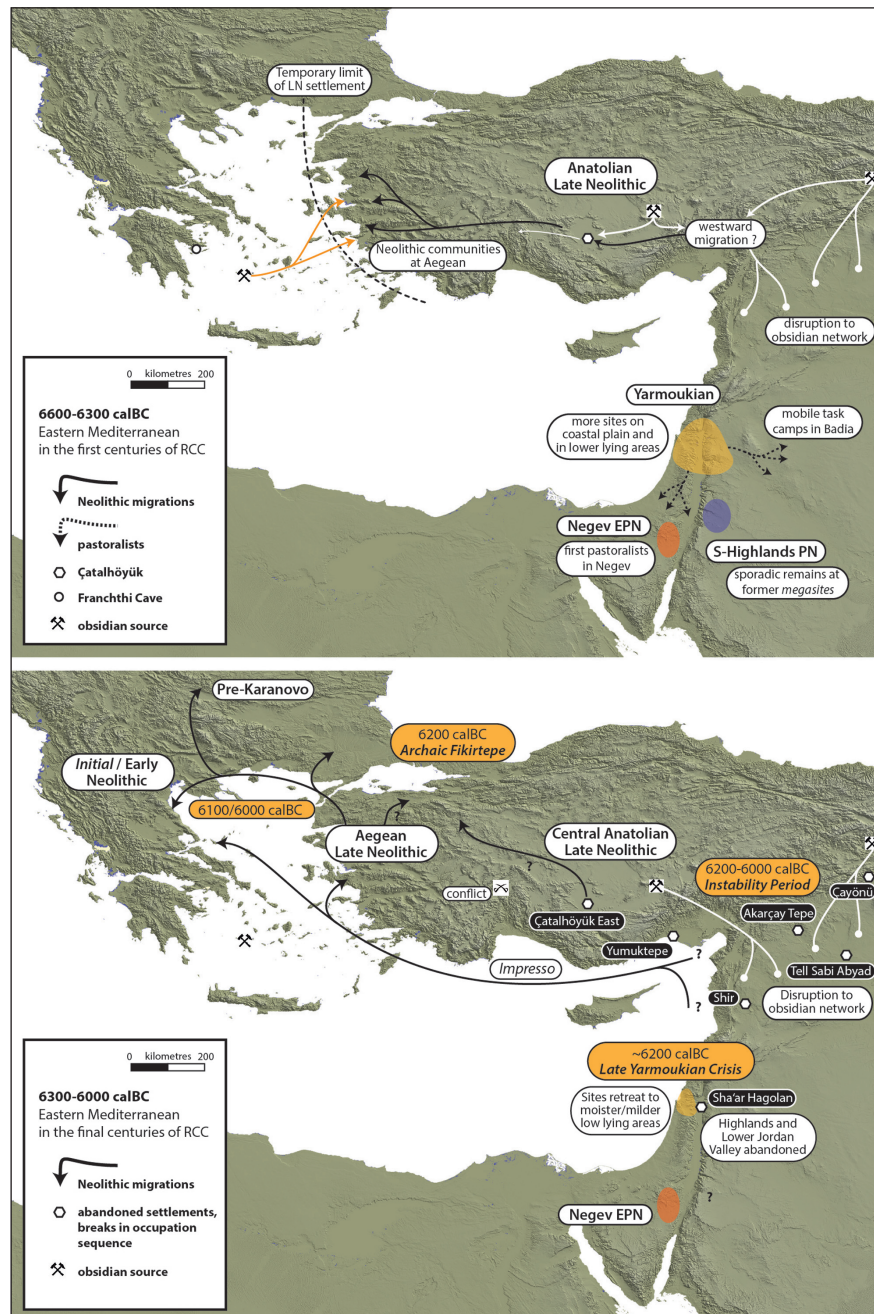 Temporary limit
of LN settlement
Anatolian
Late Neolithic
westward
migration ?
Neolithic communities
at Aegean
disruption to
obsidian network
0 kilometres 200
6600-6300 calBC
Eastern Mediterranean
in the first centuries of RCC
Neolithic migrations
pastoralists
Çatalhöyük
Franchthi Cave
obsidian source
Yarmoukian
more sites on
coastal plain and
in lower lying areas
mobile task
camps in Badia
Negev EPN
first pastoralists
in Negev
S-Highlands PN
sporadic remains at
former megasites
Pre-Karanovo
6200 calBC
Archaic Fikirtepe
Initial / Early
Neolithic
6100/6000 calBC
?
Aegean
Late Neolithic
Central Anatolian
Late Neolithic
?
conflict
6200-6000 calBC
Instability Period
Cayönü
Akarçay Tepe
Çatalhöyük East
Yumuktepe
Tell Sabi Abyad
Impresso
?
?
Shir
Disruption to
obsidian network
0 kilometres 200
6300-6000 calBC
Eastern Mediterranean
in the final centuries of RCC
Neolithic migrations
abandoned settlements,
breaks in occupation
sequence
obsidian source
~6200 calBC
Late Yarmoukian Crisis
Sites retreat to
moister/milder
low lying areas
Sha'ar Hagolan
Highlands and
Lower Jordan
Valley abandoned
?
Negev EPN